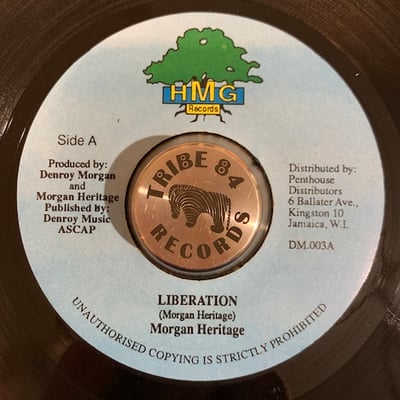 HMG
Records
Side A
Produced by:
Denroy Morgan
and
Morgan Heritage
Published By:
Denroy Music
ASCAP
TRIBE 84
RECORDS
Distributed by:
Penthouse
Distributors
6 Ballater Ave.,
Kingston 10
Jamaica, W.I.
DM.003A
LIBERATION
(Morgan Heritage)
Morgan Heritage
UNAUTHORISED COPYING IS STRICTLY PROHIBITED